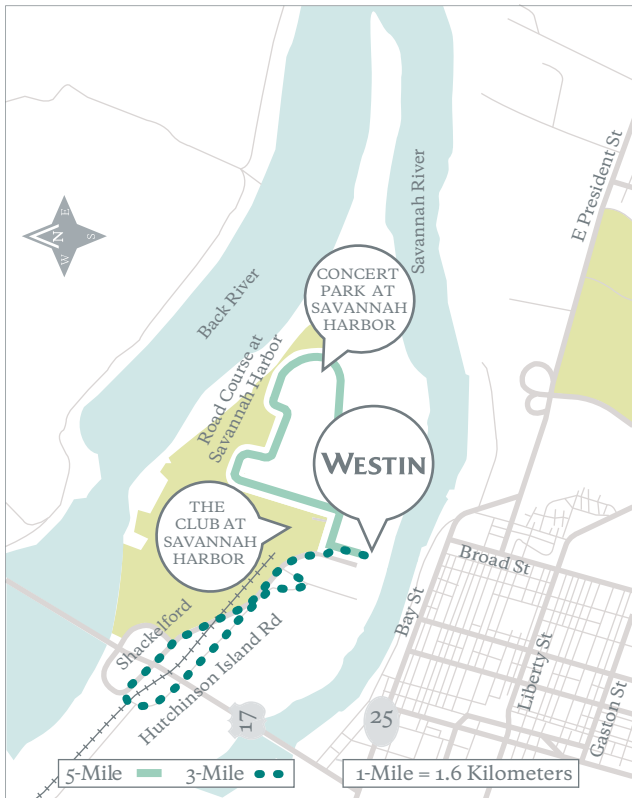 E President St
Savannah River
E
N
S
W
CONCERT
PARK AT
SAVANNAH
HARBOR
Back River
Road Course at
Savannah Harbor
WESTIN
THE
CLUB AT
SAVANNAH
HARBOR
Broad St
Bay St
Shackelford
Hutchinson Island Rd
Liberty St
Gaston St
17
25
5-Mile
3-Mile
1-Mile = 1.6 Kilometers